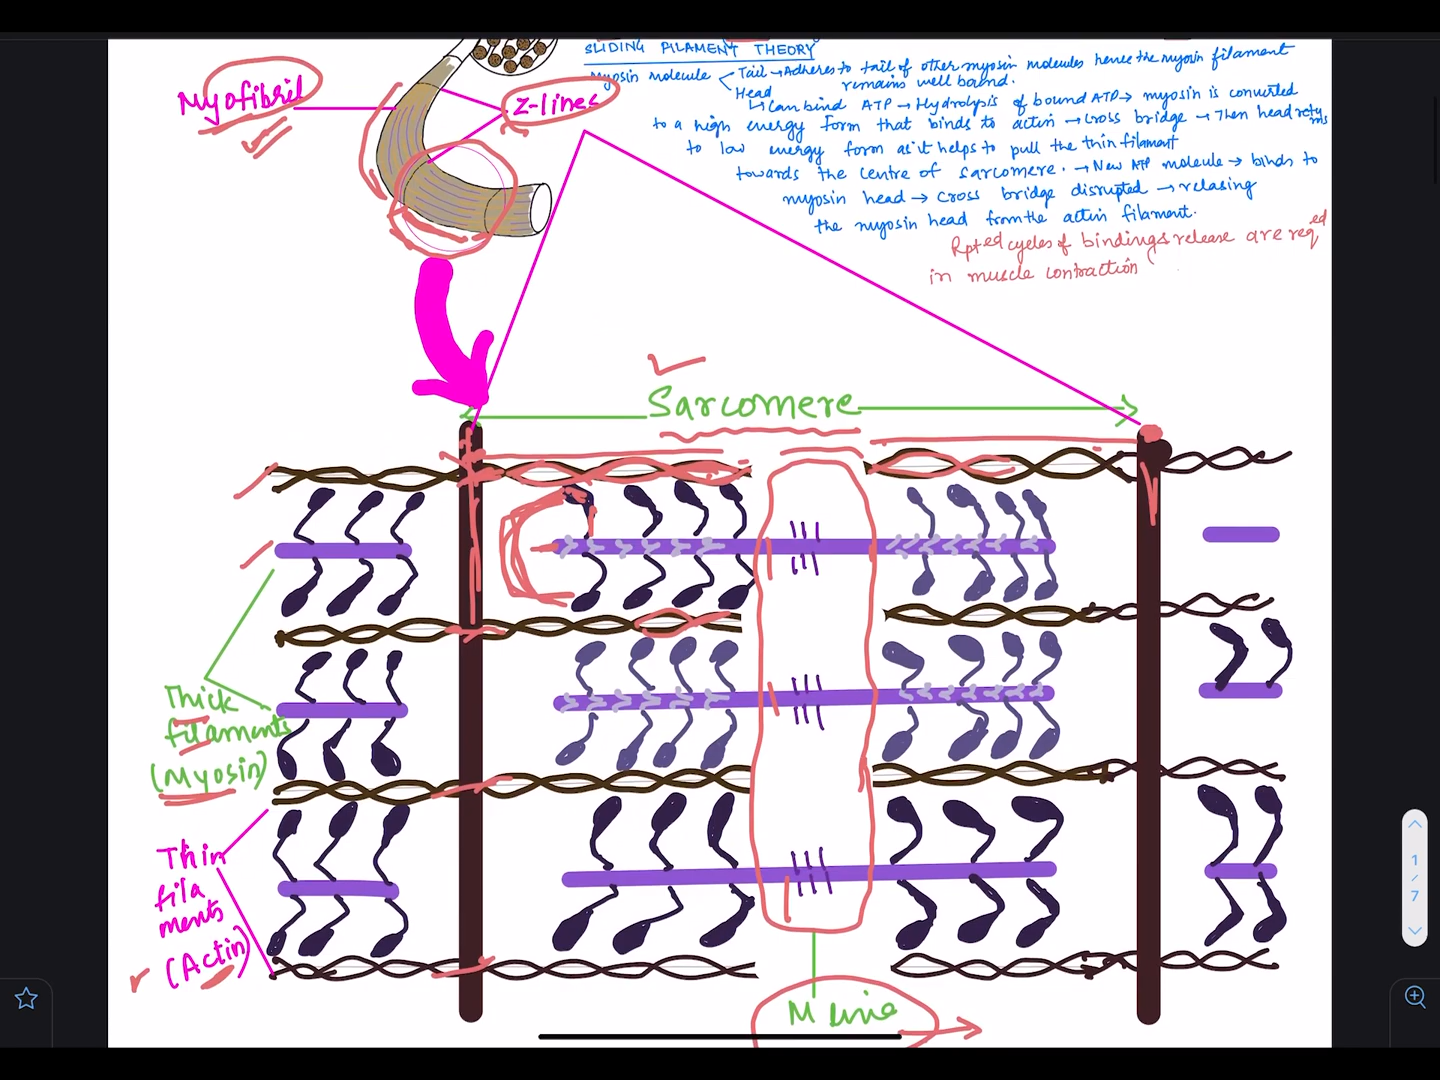 SLIDING FILAMENT THEORY
Myosin molecule
Tail → Adheres to tail of other myosin molecules hence the myosin filament
remains well bound.
Head
↳ Can bind ATP → Hydrolysis of bound ATP → myosin is converted
to a high energy form that binds to actin → Cross bridge → Then head returns
to low energy form as it helps to pull the thin filament
towards the centre of sarcomere. → New ATP molecule → binds to
myosin head → Cross bridge disrupted → relasing
the myosin head from the actin filament.
Rpted cycles of binding & release are reqed
in muscle contraction
Myofibril
Z-lines
Sarcomere
Thick
filaments
(Myosin)
Thin
fila
ments
(Actin)
M line
1
/
7